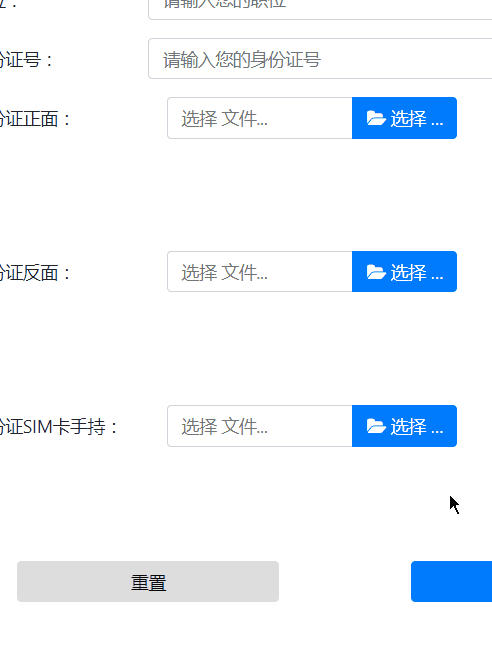 位：
请输入您的职位
份证号：
请输入您的身份证号
份证正面：
选择 文件...
选择 ...
份证反面：
选择 文件...
选择 ...
份证SIM卡手持：
选择 文件...
选择 ...
重置